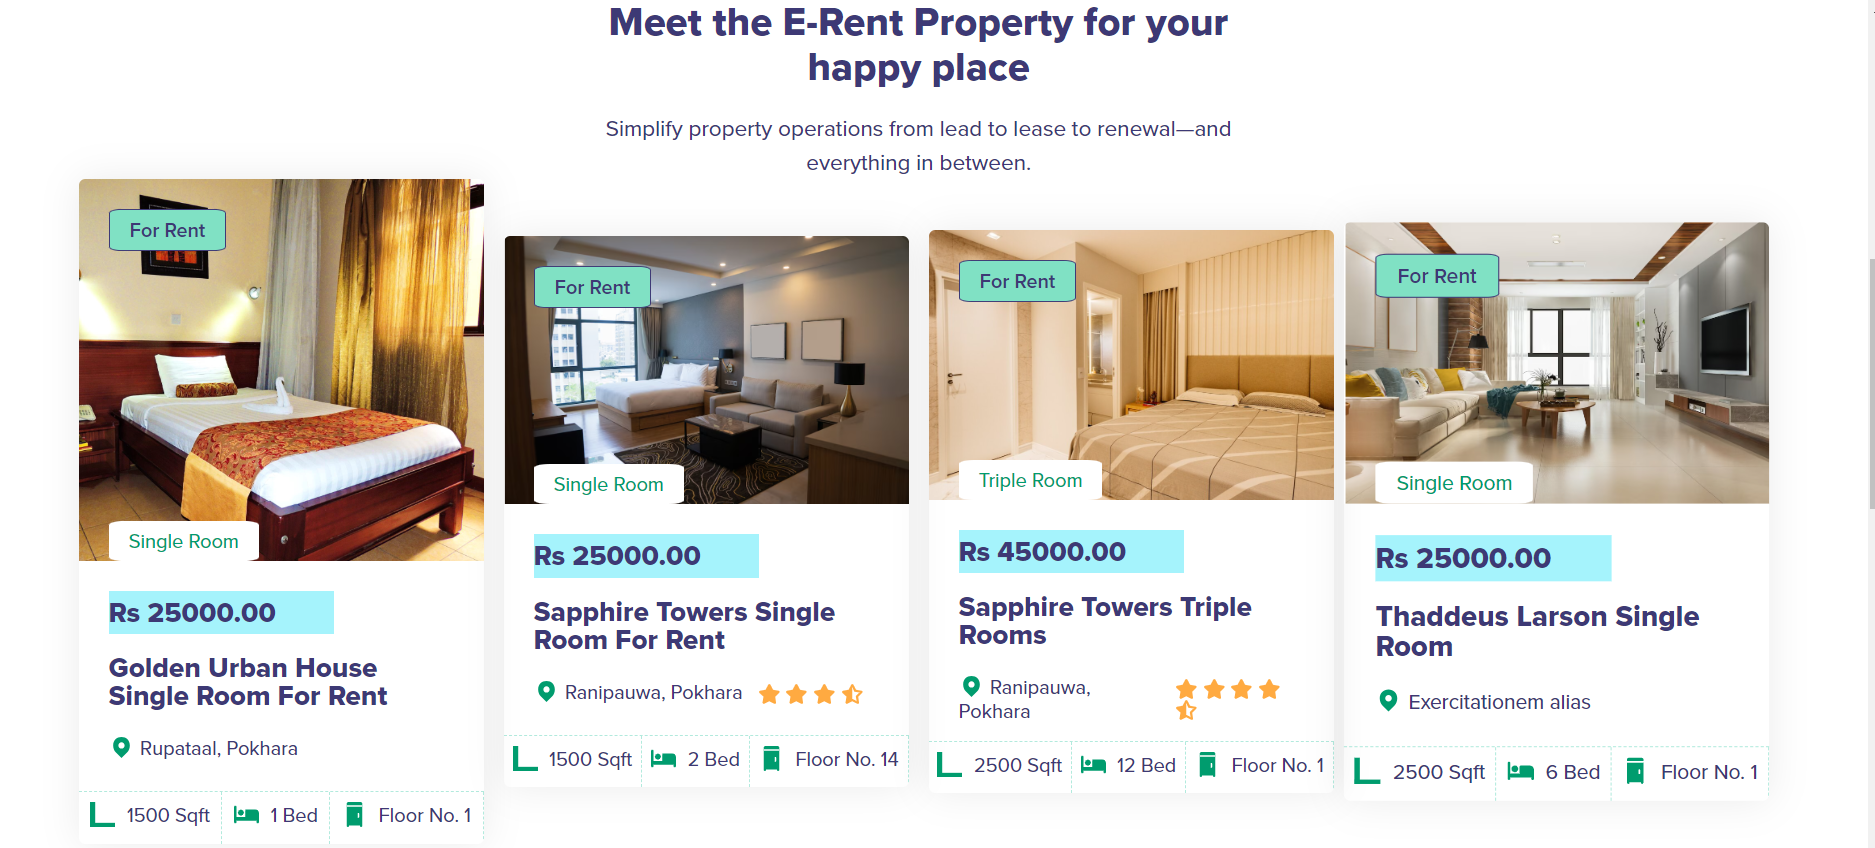 Meet the E-Rent Property for your
happy place
Simplify property operations from lead to lease to renewal—and
everything in between.
For Rent
Single Room
Rs 25000.00
Golden Urban House
Single Room For Rent
Rupataal, Pokhara
1500 Sqft
1 Bed
Floor No. 1
For Rent
Single Room
Rs 25000.00
Sapphire Towers Single
Room For Rent
Ranipauwa, Pokhara
1500 Sqft
2 Bed
Floor No. 14
For Rent
Triple Room
Rs 45000.00
Sapphire Towers Triple
Rooms
Ranipauwa,
Pokhara
2500 Sqft
12 Bed
Floor No. 1
For Rent
Single Room
Rs 25000.00
Thaddeus Larson Single
Room
Exercitationem alias
2500 Sqft
6 Bed
Floor No. 1